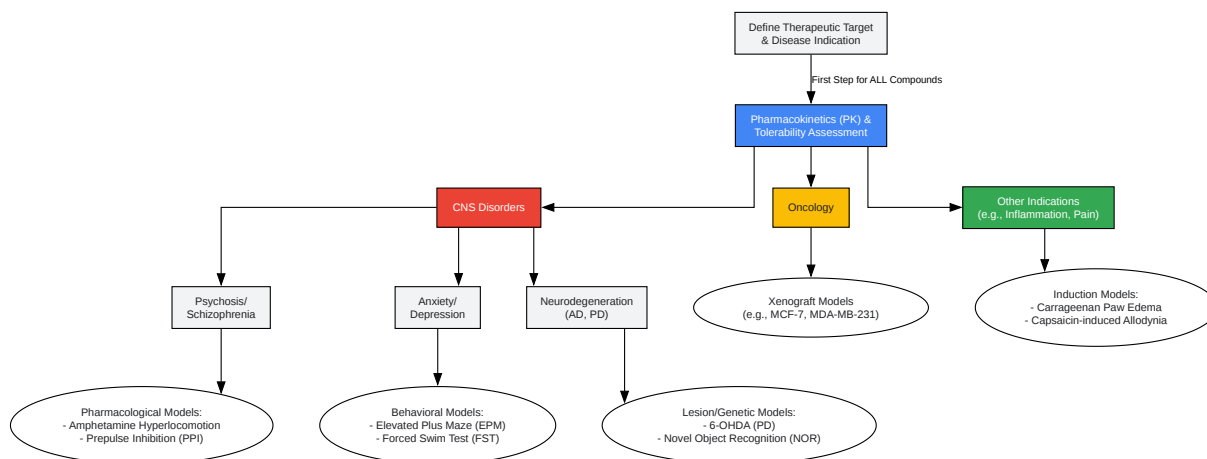 Define Therapeutic Target
& Disease Indication
First Step for ALL Compounds
Pharmacokinetics (PK) &
Tolerability Assessment
CNS Disorders
Oncology
Other Indications
(e.g., Inflammation, Pain)
Psychosis/
Schizophrenia
Anxiety/
Depression
Neurodegeneration
(AD, PD)
Xenograft Models
(e.g., MCF-7, MDA-MB-231)
Induction Models:
- Carrageenan Paw Edema
- Capsaicin-induced Allodynia
Pharmacological Models:
- Amphetamine Hyperlocomotion
- Prepulse Inhibition (PPI)
Behavioral Models:
- Elevated Plus Maze (EPM)
- Forced Swim Test (FST)
Lesion/Genetic Models:
- 6-OHDA (PD)
- Novel Object Recognition (NOR)